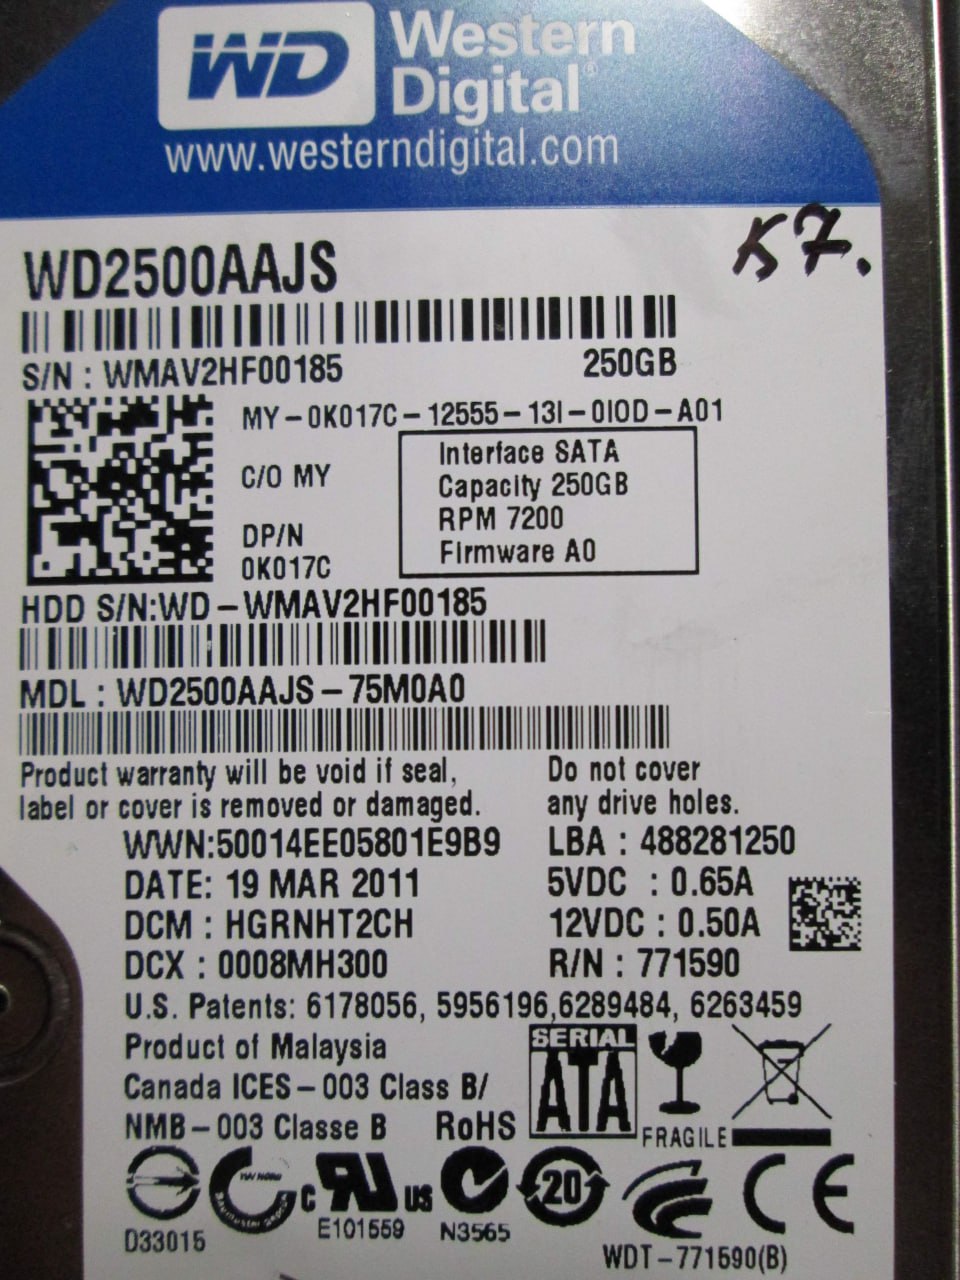 WD Western
Digital®
www.westerndigital.com
57.
WD2500AAJS
S/N : WMAV2HF00185 250GB
MY-0K017C-12555-13I-0I0D-A01
C/O MY
DP/N
0K017C
Interface SATA
Capacity 250GB
RPM 7200
Firmware A0
HDD S/N:WD-WMAV2HF00185
MDL : WD2500AAJS-75M0A0
Product warranty will be void if seal,
label or cover is removed or damaged.
Do not cover
any drive holes.
WWN:50014EE05801E9B9 LBA : 488281250
DATE: 19 MAR 2011 5VDC : 0.65A
DCM : HGRNHT2CH 12VDC : 0.50A
DCX : 0008MH300 R/N : 771590
U.S. Patents: 6178056, 5956196,6289484, 6263459
Product of Malaysia
Canada ICES-003 Class B/
NMB-003 Classe B RoHS
SERIAL
ATA
FRAGILE
c RU US
20
CE
D33015
E101559
N3565
WDT-771590(B)